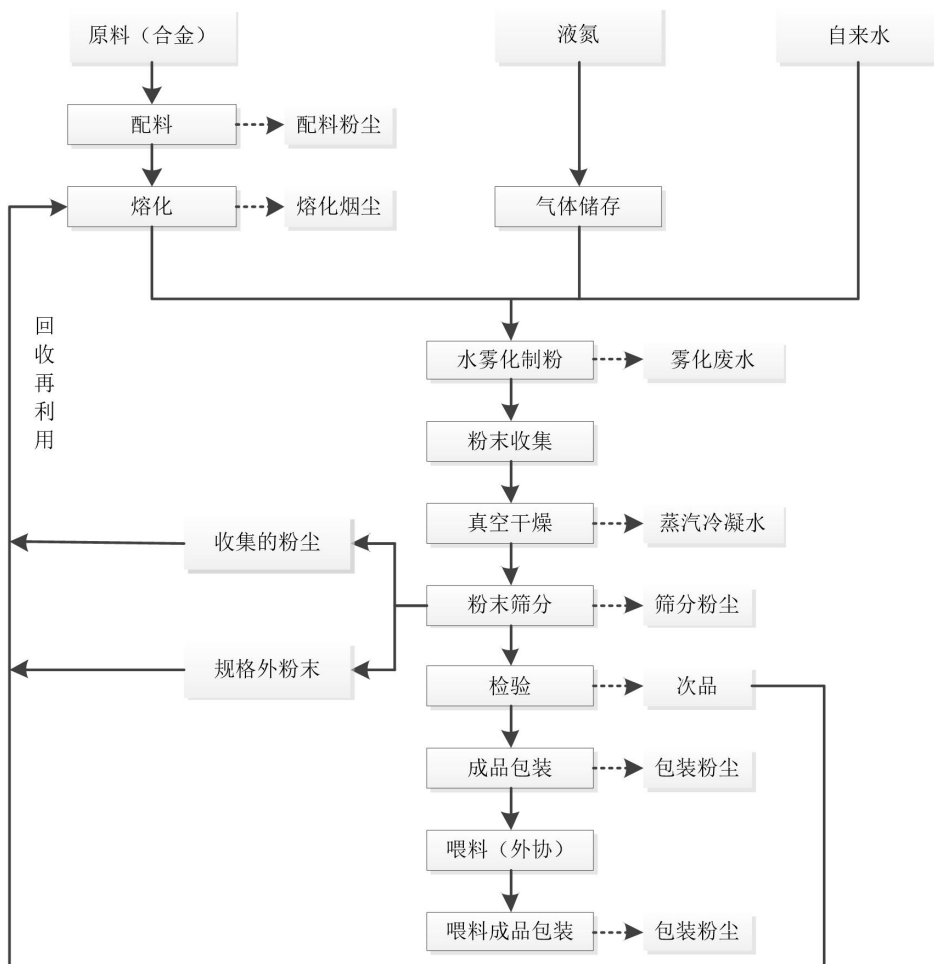 原料（合金）
液氮
自来水
配料
配料粉尘
熔化
熔化烟尘
气体储存
回收再利用
水雾化制粉
雾化废水
粉末收集
真空干燥
蒸汽冷凝水
收集的粉尘
粉末筛分
筛分粉尘
规格外粉末
检验
次品
成品包装
包装粉尘
喂料（外协）
喂料成品包装
包装粉尘